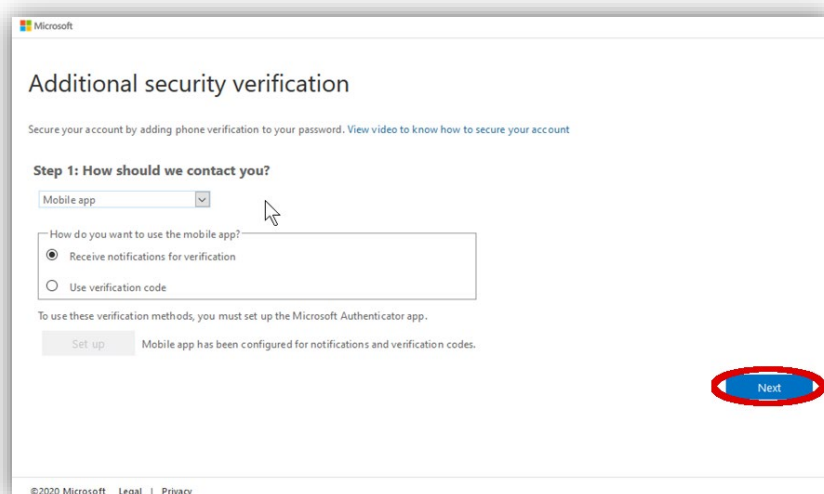 Microsoft
Additional security verification
Secure your account by adding phone verification to your password. View video to know how to secure your account
Step 1: How should we contact you?
Mobile app
How do you want to use the mobile app?
Receive notifications for verification
Use verification code
To use these verification methods, you must set up the Microsoft Authenticator app.
Set up Mobile app has been configured for notifications and verification codes.
Next
©2020 Microsoft Legal | Privacy